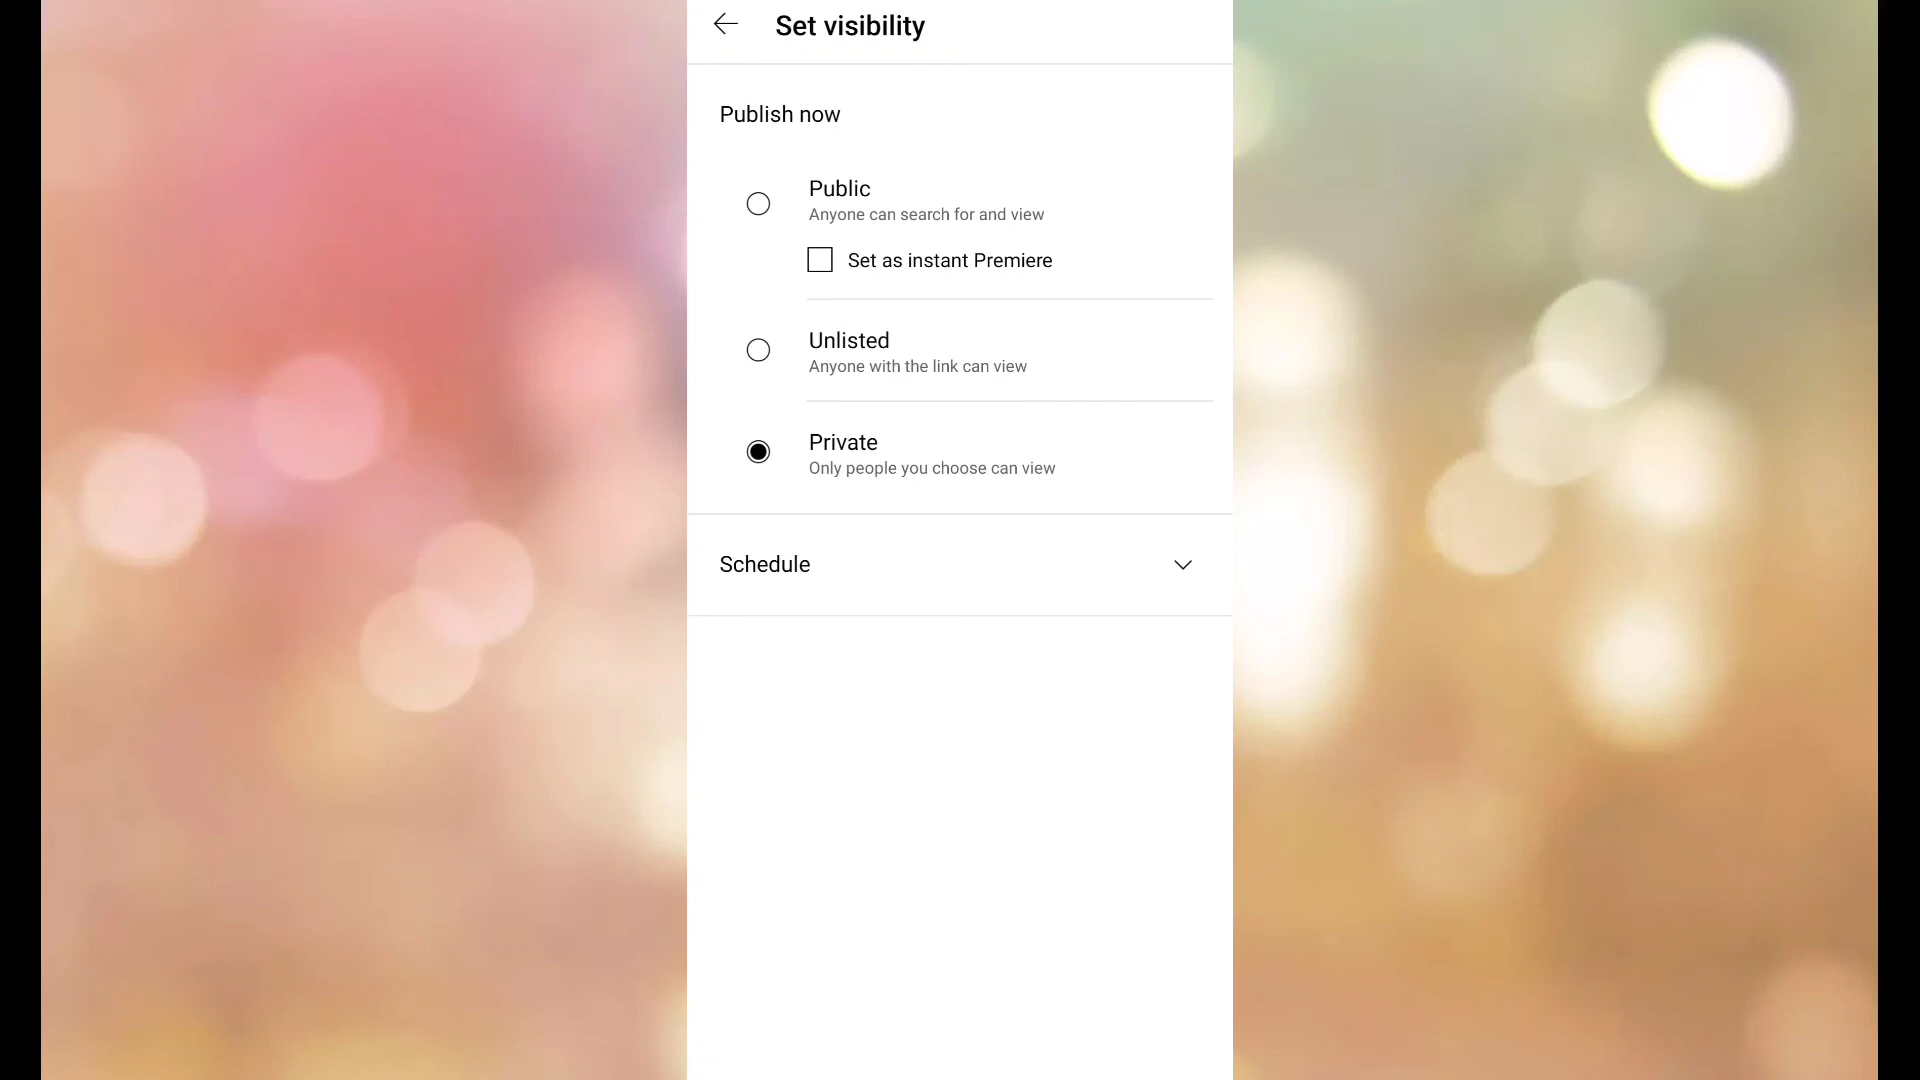 Set visibility
Publish now
Public
Anyone can search for and view
Set as instant Premiere
Unlisted
Anyone with the link can view
Private
Only people you choose can view
Schedule